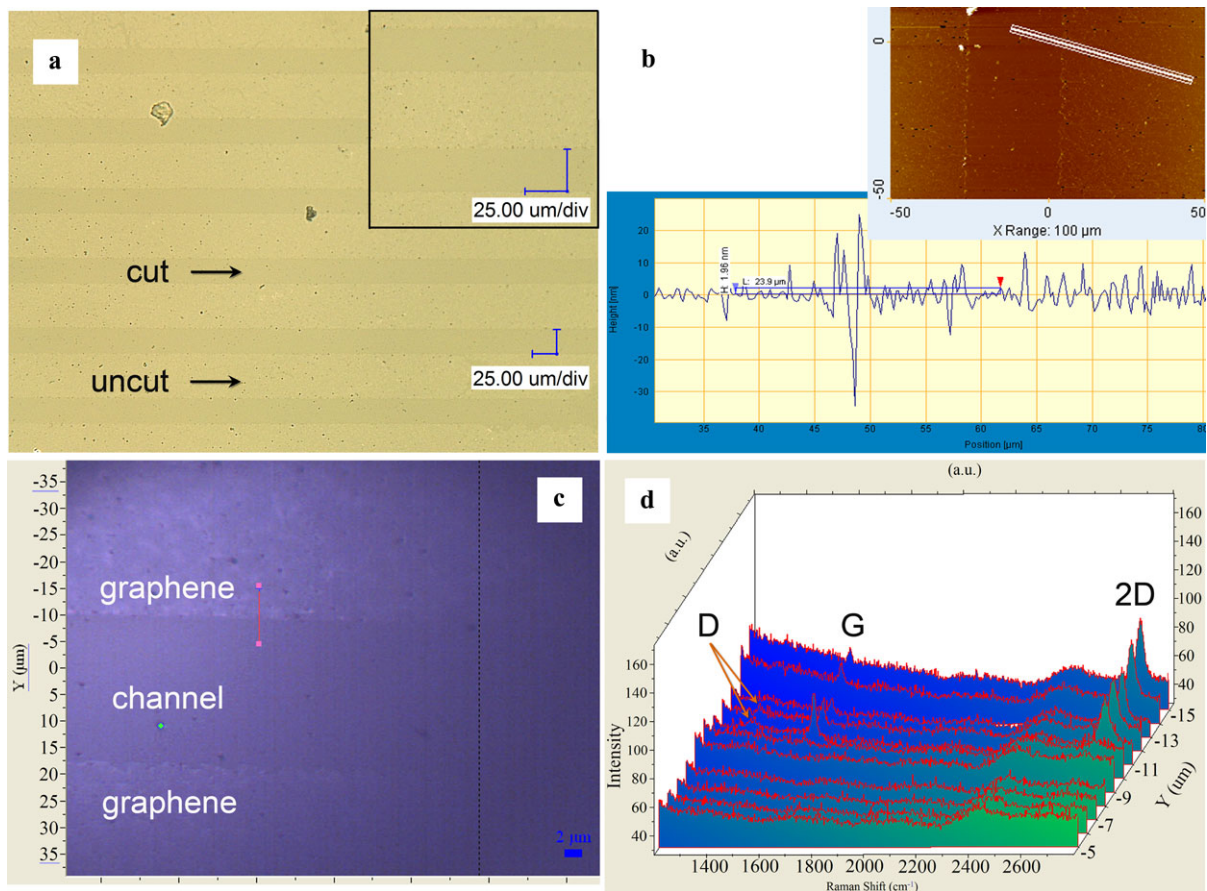 a
25.00 um/div
cut
uncut
25.00 um/div
b
0
-50
-50 0 50
X Range: 100 µm
20
10
0
-10
-20
-30
Height [nm]
H: 1.96 nm
L: 23.9 µm
35 40 45 50 55 60 65 70 75 80
Position [µm]
c
-35
-30
-25
-20
-15
-10
-5
0
5
10
15
20
25
30
35
Y (µm)
graphene
channel
graphene
2 µm
d
(a.u.)
(a.u.)
160
140
120
100
80
60
40
D
G
2D
160
140
120
100
80
60
40
Intensity
-15
-13
-11
-9
-7
-5
Y (um)
1400 1600 1800 2000 2200 2400 2600
Raman Shift (cm⁻¹)